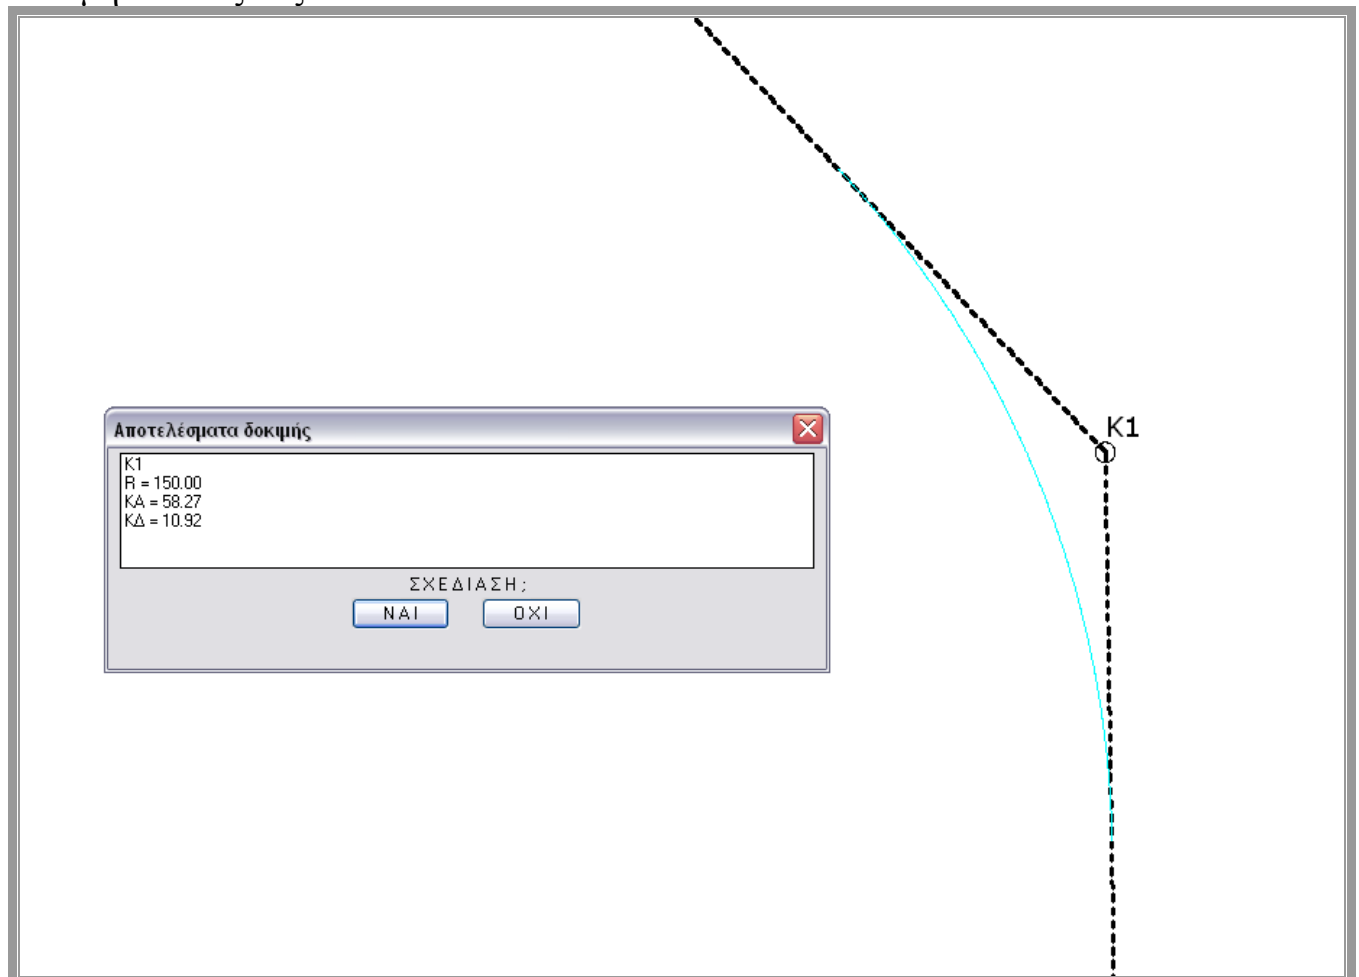 K1
Αποτελέσματα δοκιμής
K1
R = 150.00
KA = 58.27
KΔ = 10.92
ΣΧΕΔΙΑΣΗ;
ΝΑΙ
ΟΧΙ